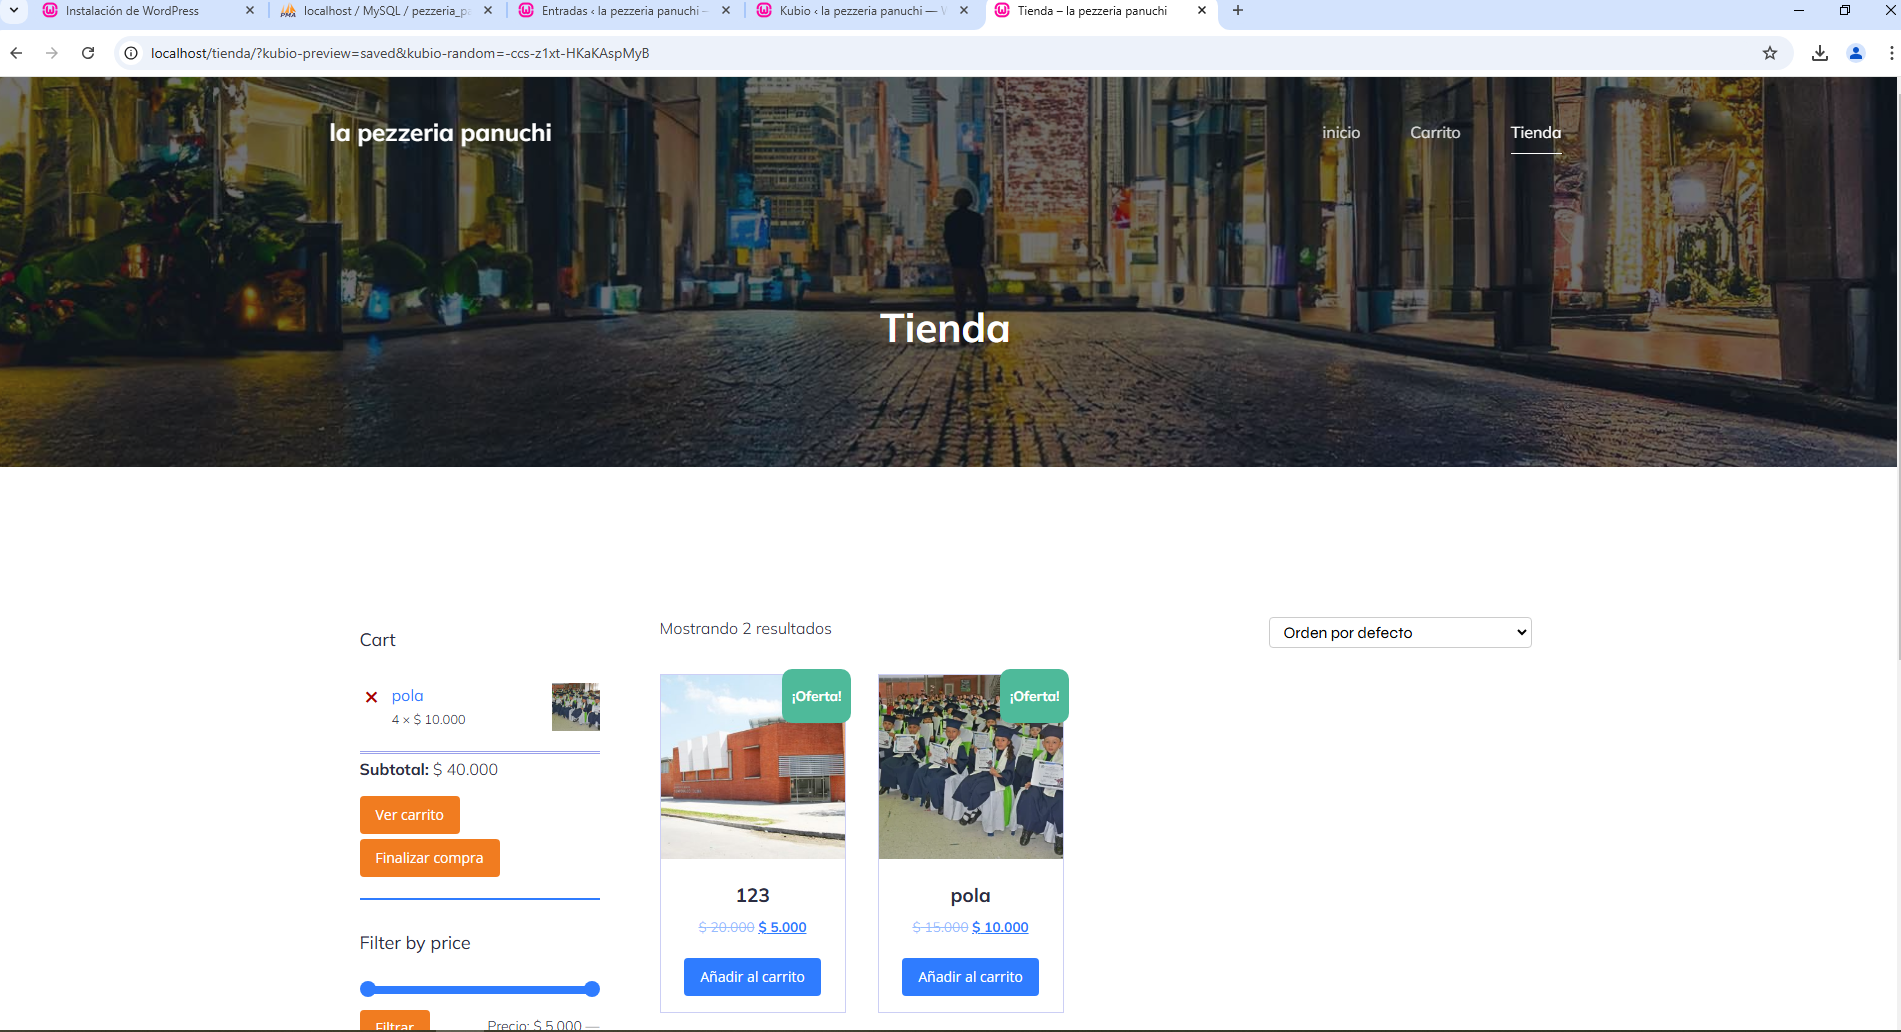 Instalación de WordPress
localhost / MySQL / pezzeria_pa
Entradas ‹ la pezzeria panuchi –
Kubio ‹ la pezzeria panuchi — W
Tienda – la pezzeria panuchi
localhost/tienda/?kubio-preview=saved&kubio-random=-ccs-z1xt-HKaKAspMyB
la pezzeria panuchi
inicio
Carrito
Tienda
Tienda
Cart
pola
4 × $ 10.000
Subtotal: $ 40.000
Ver carrito
Finalizar compra
Filter by price
Filtrar
Precio: $ 5.000 —
Mostrando 2 resultados
Orden por defecto
¡Oferta!
123
$ 20.000 $ 5.000
Añadir al carrito
¡Oferta!
pola
$ 15.000 $ 10.000
Añadir al carrito